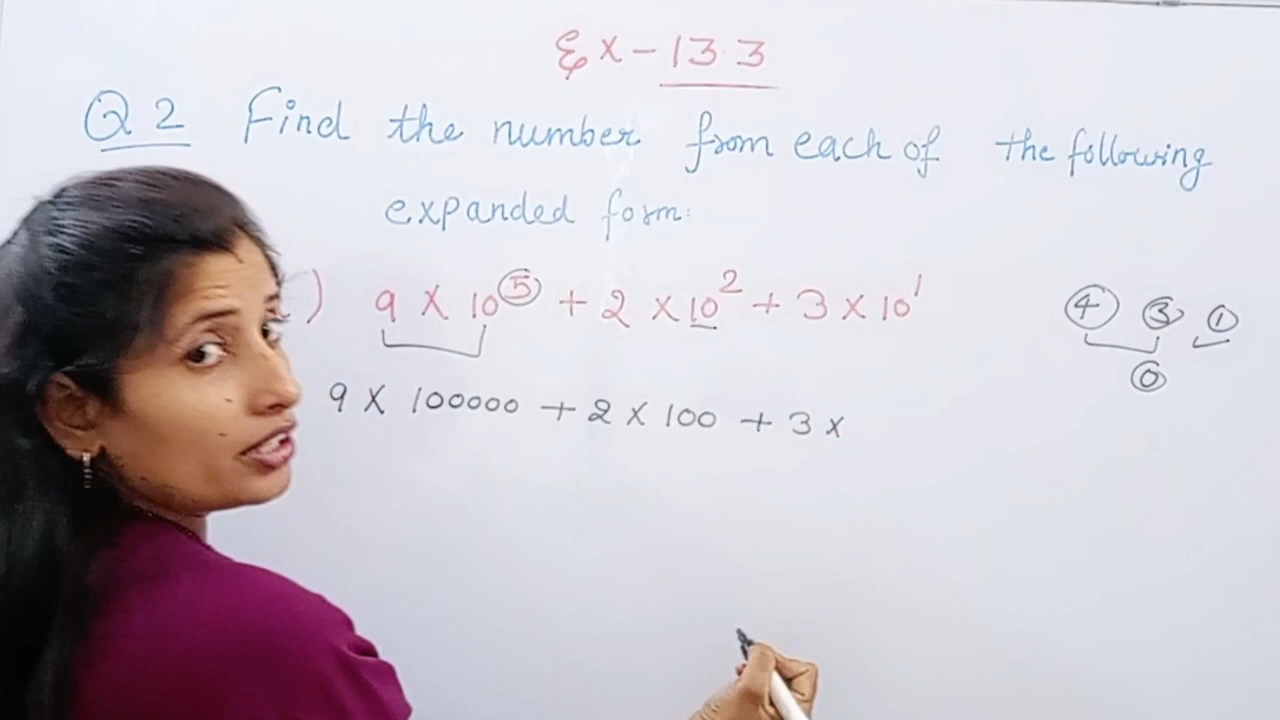 Ex - 13.3
Q 2 Find the number from each of the following
expanded form:
) 9 × 10⁵ + 2 × 10² + 3 × 10¹
4 3 1
0
9 × 100000 + 2 × 100 + 3 ×